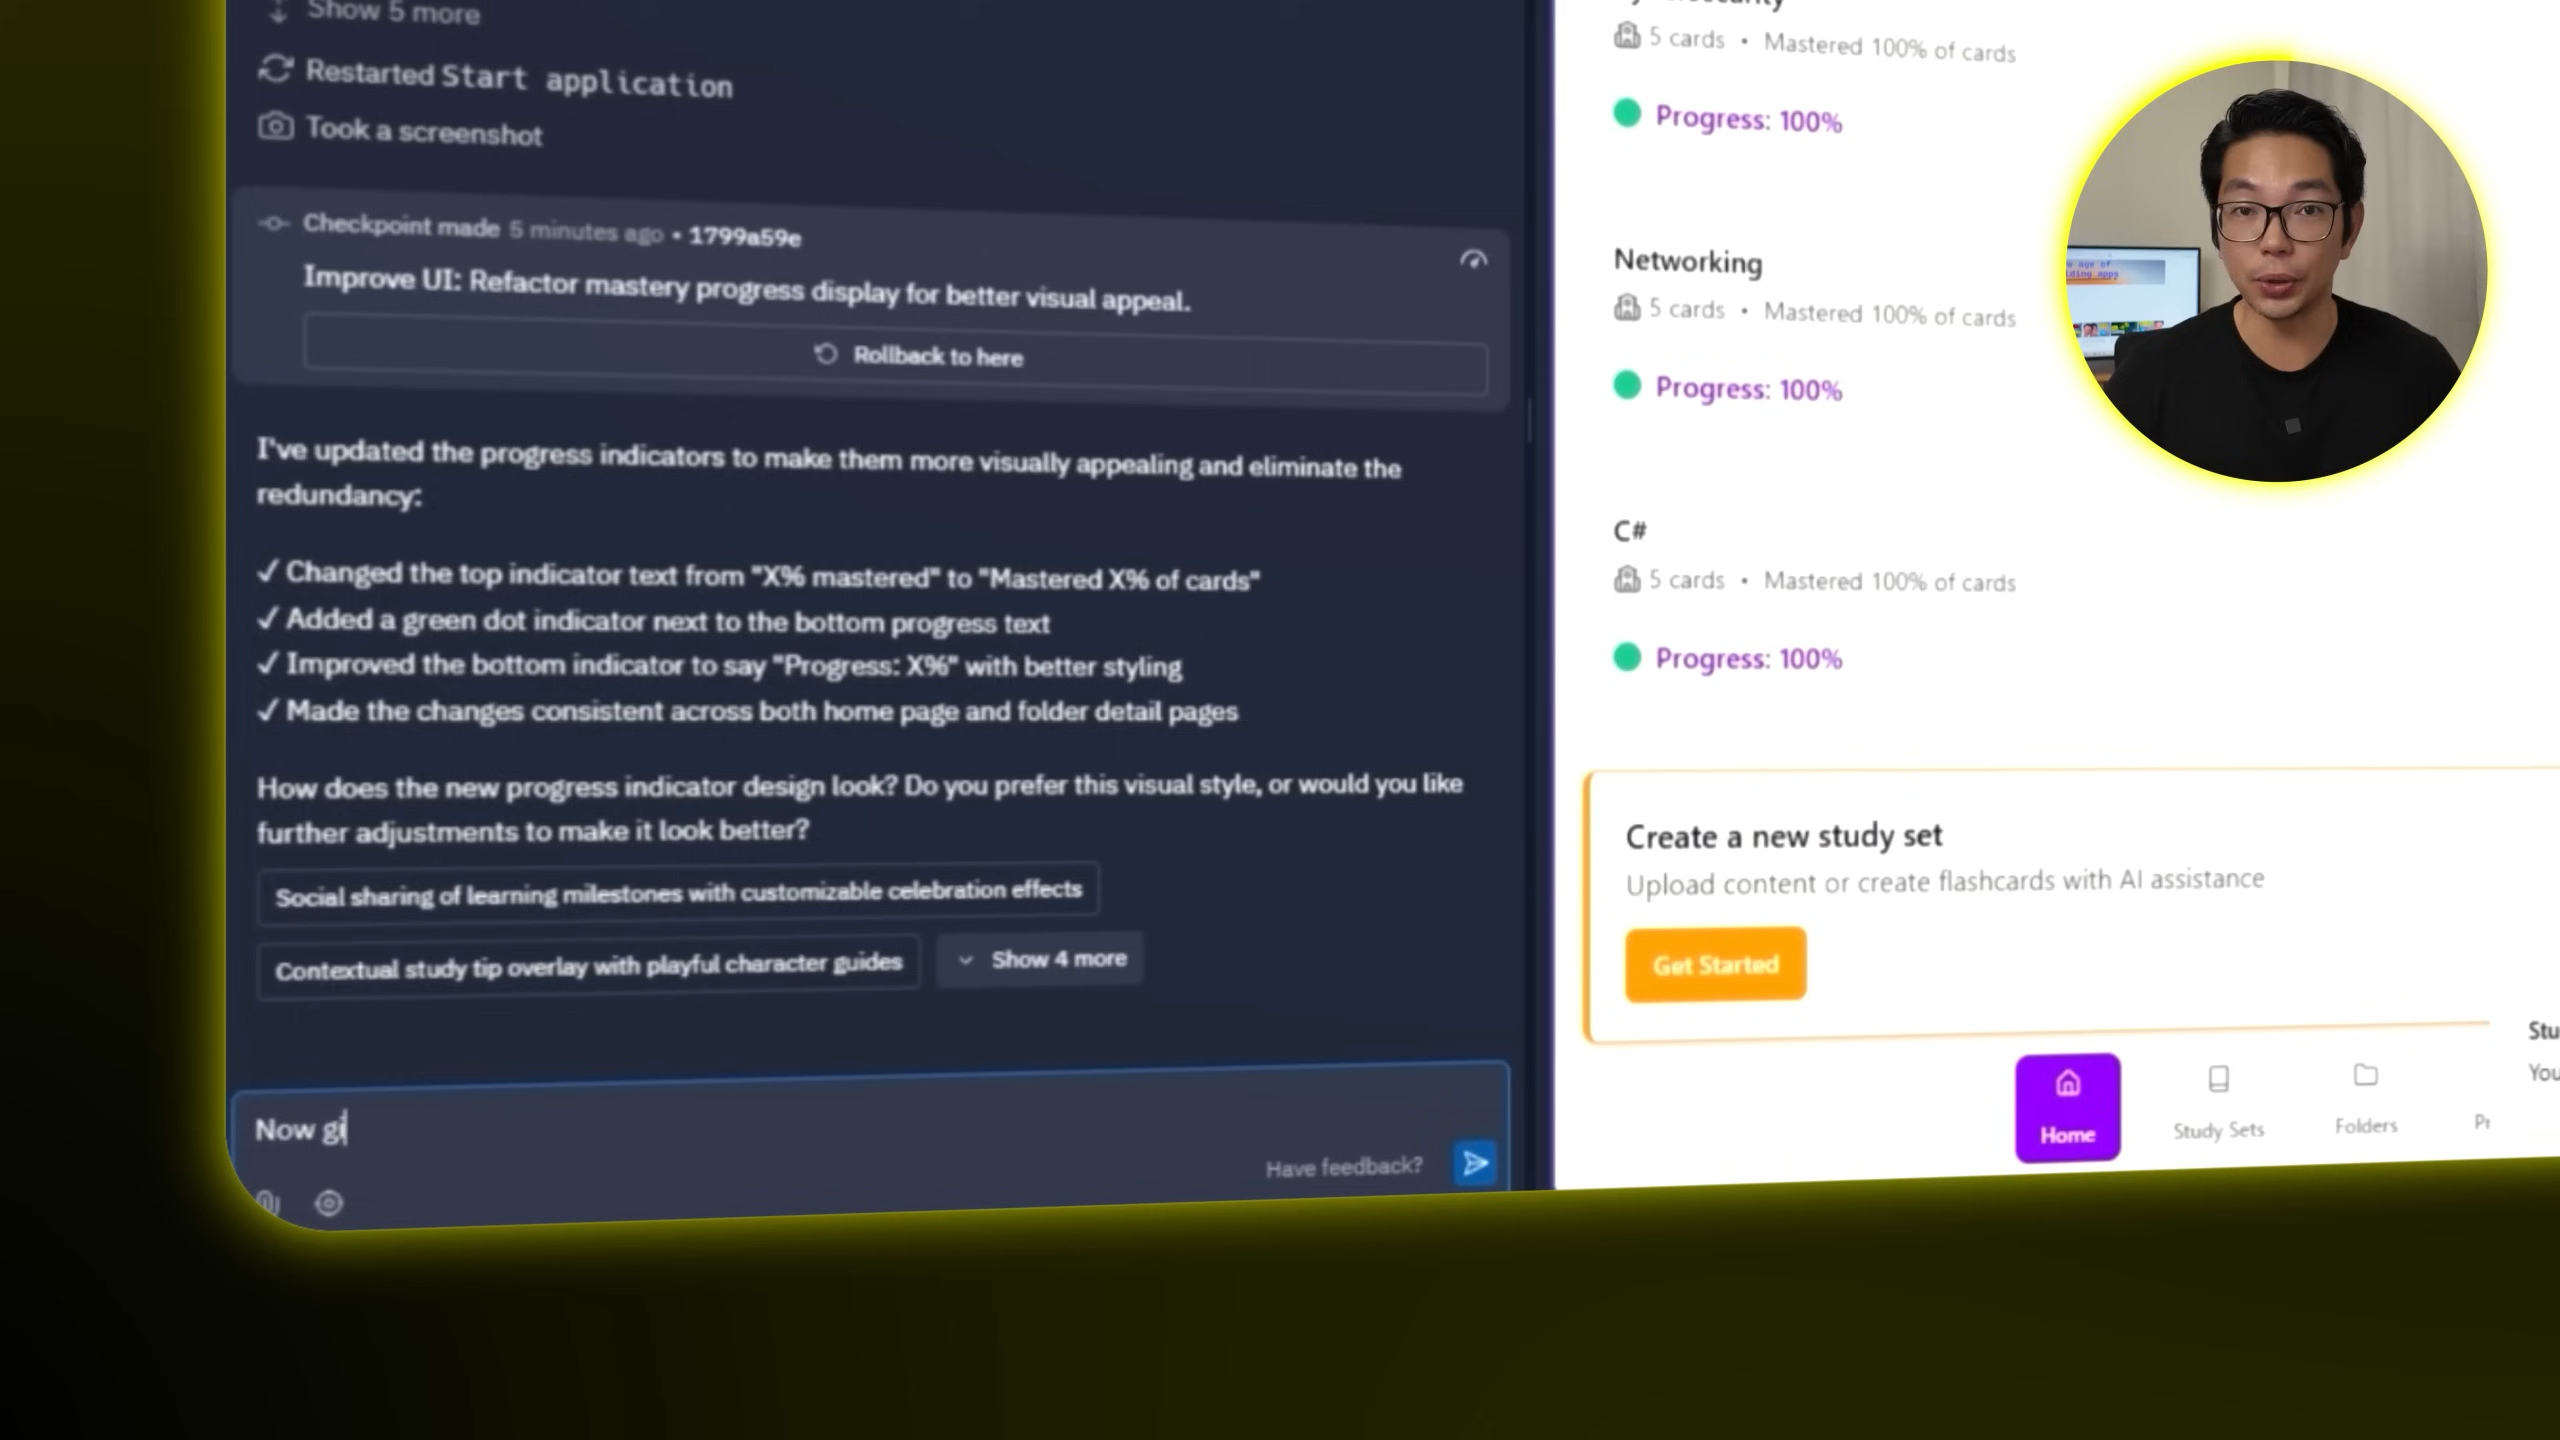 Show 5 more
Restarted Start application
Took a screenshot
Checkpoint made 5 minutes ago • 1799a59e
Improve UI: Refactor mastery progress display for better visual appeal.
Rollback to here
I've updated the progress indicators to make them more visually appealing and eliminate the
redundancy:
✓ Changed the top indicator text from "X% mastered" to "Mastered X% of cards"
✓ Added a green dot indicator next to the bottom progress text
✓ Improved the bottom indicator to say "Progress: X%" with better styling
✓ Made the changes consistent across both home page and folder detail pages
How does the new progress indicator design look? Do you prefer this visual style, or would you like
further adjustments to make it look better?
Social sharing of learning milestones with customizable celebration effects
Contextual study tip overlay with playful character guides
Show 4 more
Now gi
Have feedback?
5 cards • Mastered 100% of cards
Progress: 100%
Networking
5 cards • Mastered 100% of cards
Progress: 100%
C#
5 cards • Mastered 100% of cards
Progress: 100%
Create a new study set
Upload content or create flashcards with AI assistance
Get Started
Home
Study Sets
Folders
Pr
Stu
You
age of
lding apps